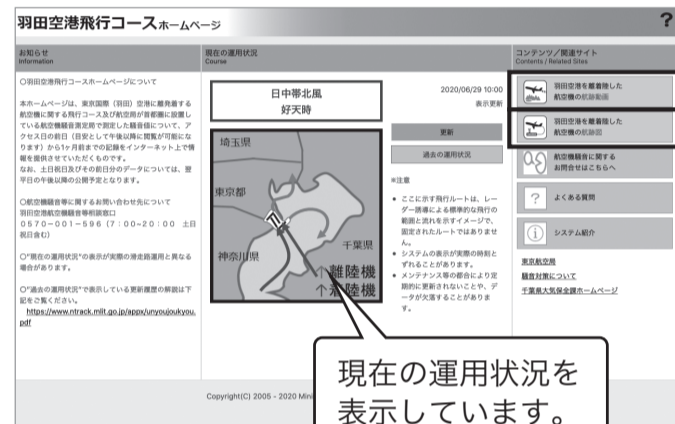 羽田空港飛行コースホームページ
?
お知らせ
Information
○羽田空港飛行コースホームページについて
本ホームページは、東京国際(羽田)空港に離発着する
航空機に関する飛行コース及び航空局が首都圏に設置し
ている航空機騒音測定局で測定した騒音値について、ア
クセス日の前日(目安として午後以降に閲覧が可能にな
ります)から1ヶ月前までの記録をインターネット上で情
報を提供させていただくものです。
なお、土日祝日及びその前日分のデータについては、翌
平日の午後以降の公開予定となります。
○航空機騒音等に関するお問い合わせ先について
羽田空港航空機騒音等相談窓口
0570-001-596(7:00~20:00 土日
祝日含む)
○"現在の運用状況"の表示が実際の滑走路運用と異なる
場合があります。
○"過去の運用状況"で表示している更新履歴の解説は下
記をご覧ください。
https://www.ntrack.mlit.go.jp/appx/unyoujoukyou.
pdf
現在の運用状況
Course
日中帯北風
好天時
埼玉県
東京都
神奈川県
千葉県
↑離陸機
↑着陸機
2020/06/29 10:00
表示更新
更新
過去の運用状況
※注意
● ここに示す飛行ルートは、レー
ダー誘導による標準的な飛行の
範囲と流れを示すイメージで、
固定されたルートではありませ
ん。
● システムの表示が実際の時刻と
ずれることがあります。
● メンテナンス等の都合により定
期的に更新されないことや、デ
ータが欠落することがありま
す。
コンテンツ/関連サイト
Contents / Related Sites
羽田空港を離着陸した
航空機の航跡動画
羽田空港を離着陸した
航空機の航跡図
航空機騒音に関する
お問合せはこちらへ
? よくある質問
i システム紹介
東京航空局
騒音対策について
千葉県大気保全課ホームページ
Copyright(C) 2005 - 2020
現在の運用状況を
表示しています。